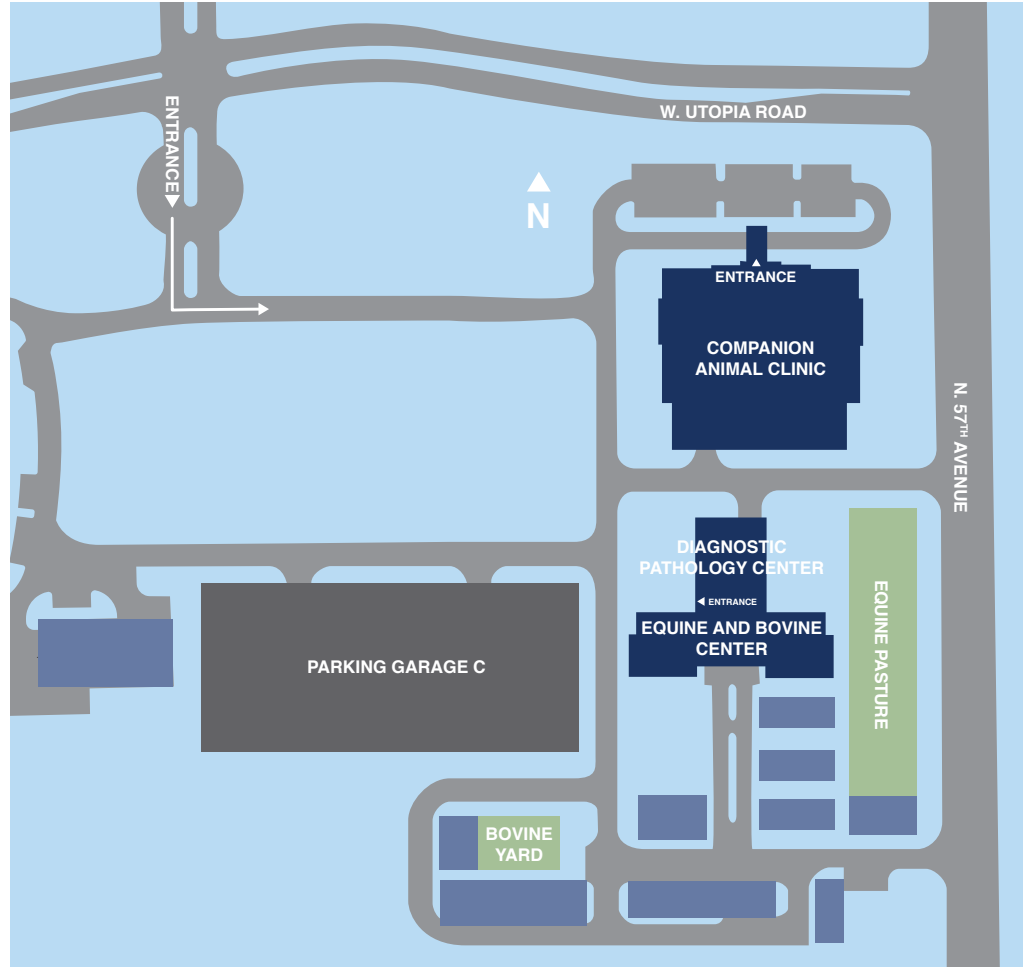 W. UTOPIA ROAD
ENTRANCE
N
ENTRANCE
COMPANION
ANIMAL CLINIC
N. 57TH AVENUE
DIAGNOSTIC
PATHOLOGY CENTER
ENTRANCE
EQUINE AND BOVINE
CENTER
EQUINE PASTURE
PARKING GARAGE C
BOVINE
YARD